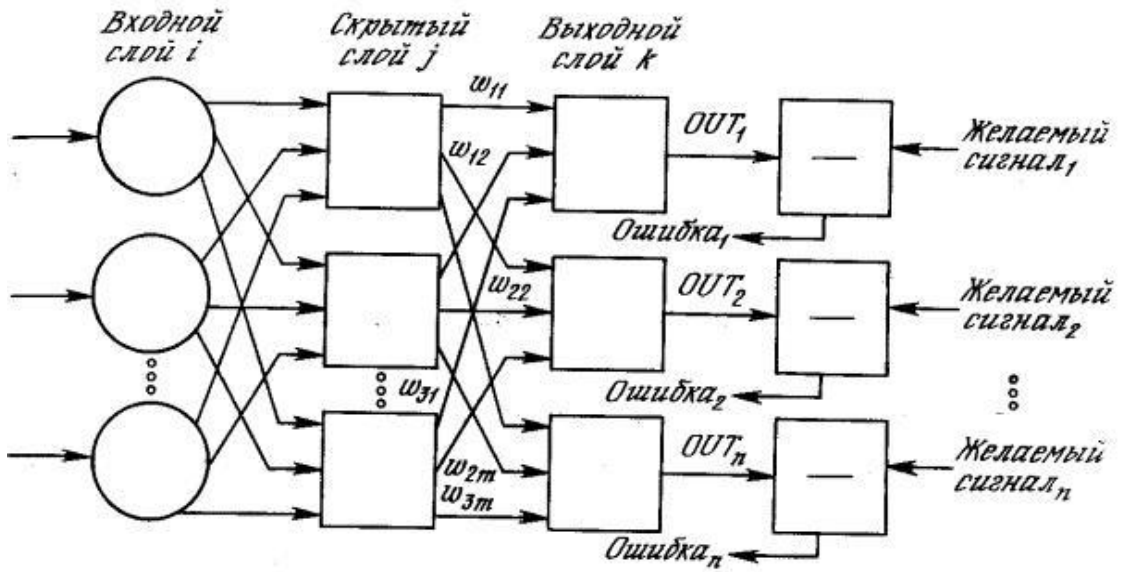 Входной
слой i
Скрытый
слой j
Выходной
слой k
w11
w12
w22
w31
w2m
w3m
OUT1
Желаемый
сигнал1
Ошибка1
OUT2
Желаемый
сигнал2
Ошибка2
OUTn
Желаемый
сигналn
Ошибкаn